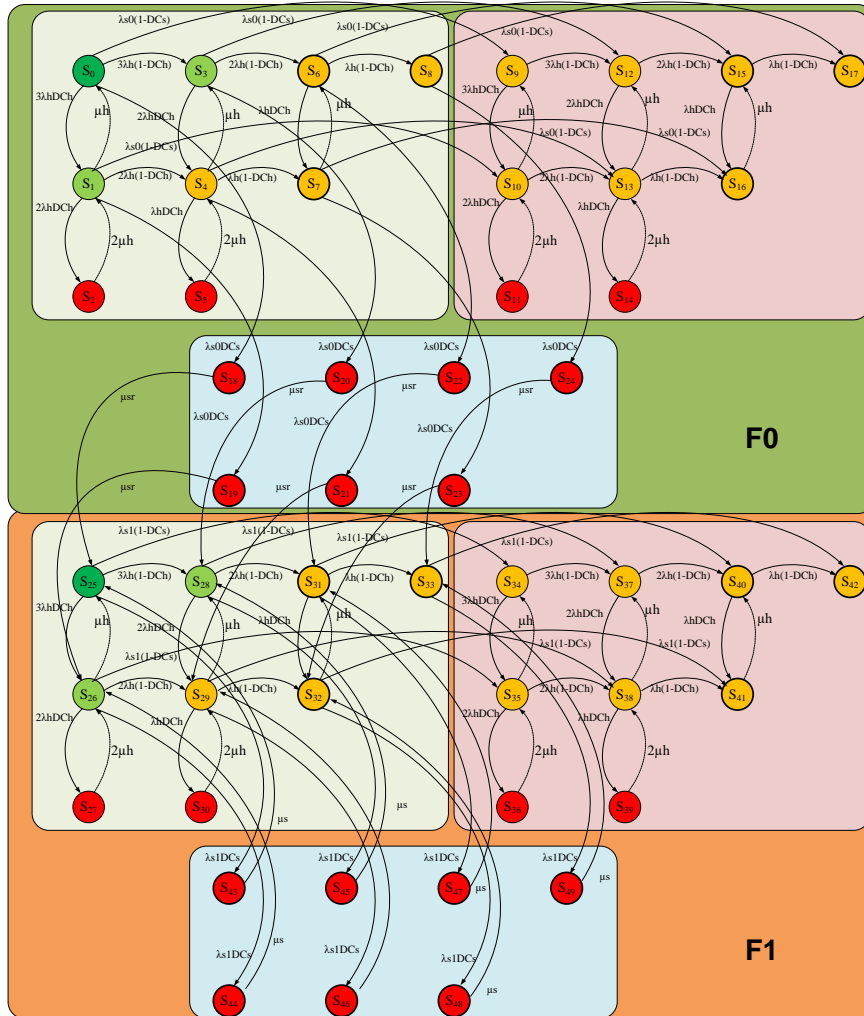 λs0(1-DCs) λs0(1-DCs) λs0(1-DCs) λs0(1-DCs)
3λh(1-DCh) 2λh(1-DCh) λh(1-DCh) 3λh(1-DCh) 2λh(1-DCh) λh(1-DCh)
S0 S3 S6 S8 S9 S12 S15 S17
3λhDCh µh 2λhDCh µh λhDCh µh 3λhDCh µh 2λhDCh µh λhDCh µh
λs0(1-DCs) λs0(1-DCs) λs0(1-DCs)
2λh(1-DCh) λh(1-DCh) 2λh(1-DCh) λh(1-DCh)
S1 S4 S7 S10 S13 S16
2λhDCh 2µh λhDCh 2µh 2λhDCh 2µh λhDCh 2µh
S2 S5 S11 S14
λs0DCs λs0DCs λs0DCs λs0DCs
S18 S20 S22 S24
µsr µsr µsr µsr
λs0DCs λs0DCs λs0DCs
F0
µsr µsr µsr
S19 S21 S23
λs1(1-DCs) λs1(1-DCs) λs1(1-DCs) λs1(1-DCs)
3λh(1-DCh) 2λh(1-DCh) λh(1-DCh) 3λh(1-DCh) 2λh(1-DCh) λh(1-DCh)
S25 S28 S31 S33 S34 S37 S40 S42
3λhDCh µh 2λhDCh µh λhDCh µh 3λhDCh µh 2λhDCh µh λhDCh µh
λs1(1-DCs) λs1(1-DCs) λs1(1-DCs)
2λh(1-DCh) λh(1-DCh) 2λh(1-DCh) λh(1-DCh)
S26 S29 S32 S35 S38 S41
2λhDCh 2µh λhDCh 2µh 2λhDCh 2µh λhDCh 2µh
S27 S30 S36 S39
µs µs
λs1DCs λs1DCs λs1DCs λs1DCs
S43 S45 S47 µs S49 µs
λs1DCs λs1DCs λs1DCs
F1
S44 µs S46 S48 µs